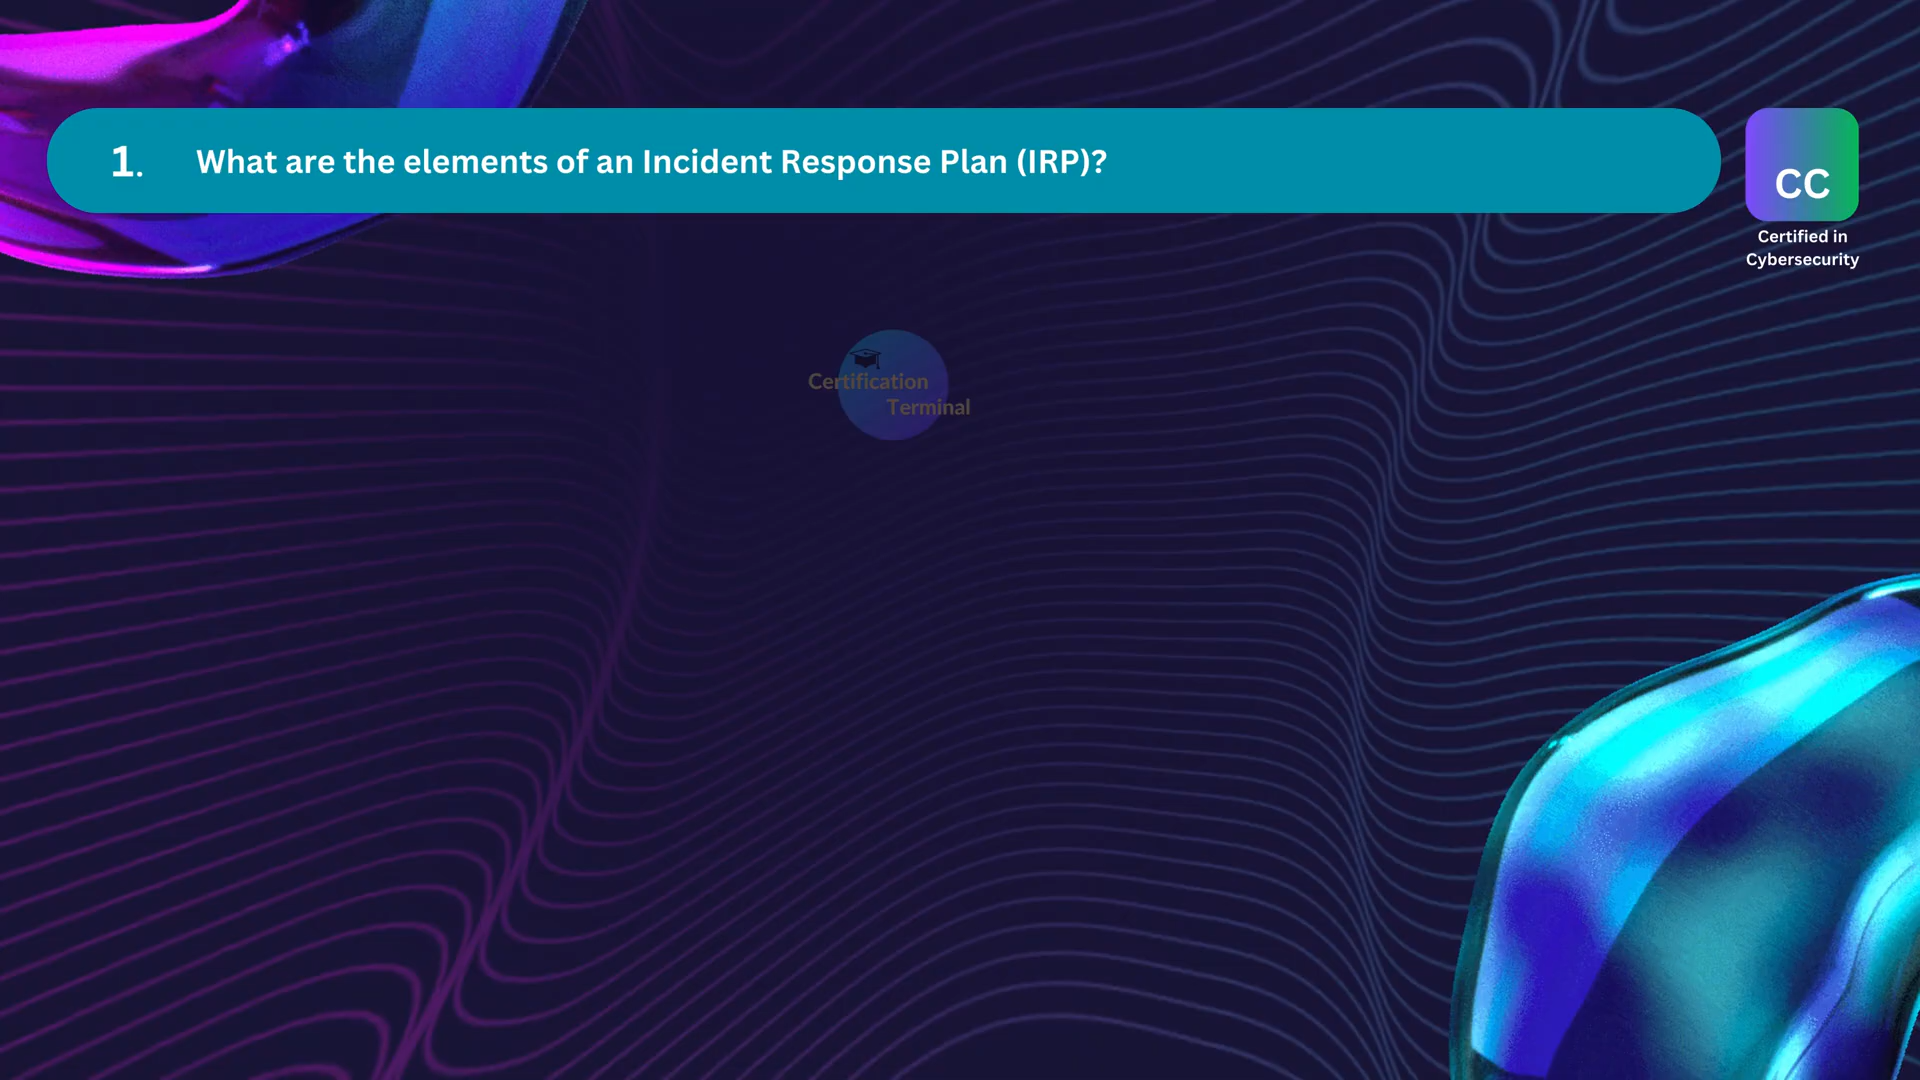 1. What are the elements of an Incident Response Plan (IRP)?
CC
Certified in
Cybersecurity
Certification
Terminal